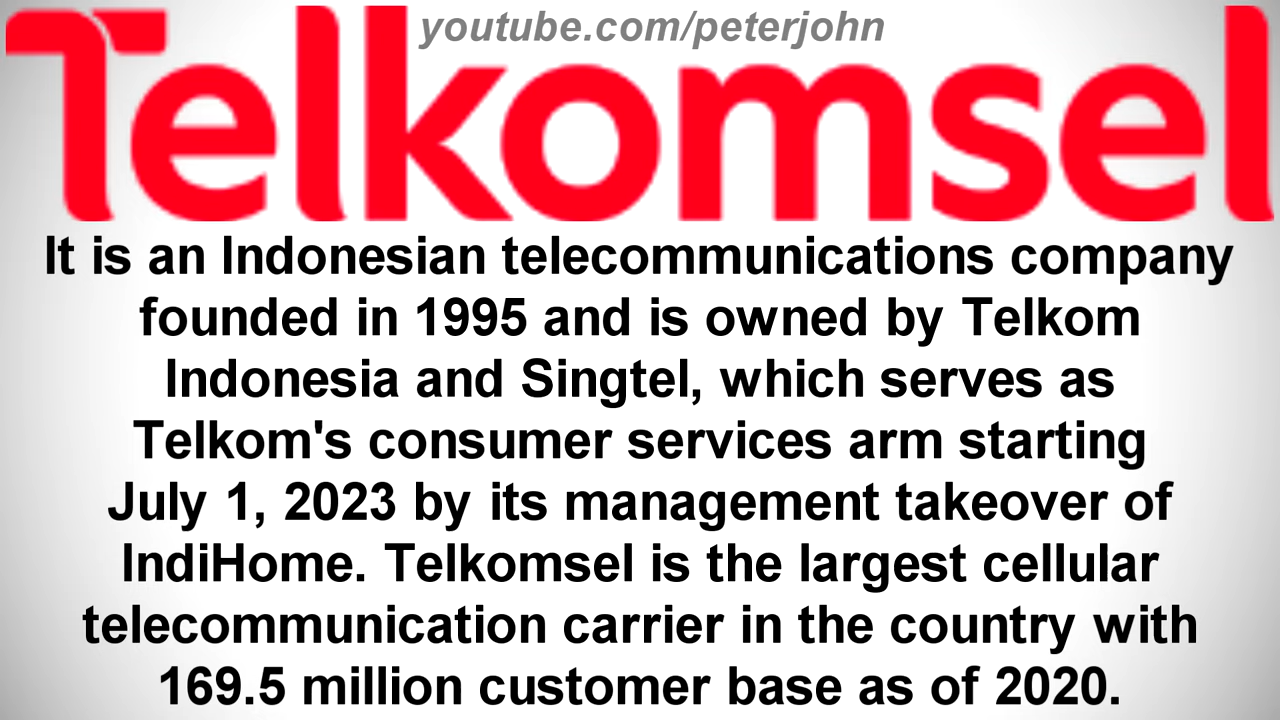 youtube.com/peterjohn
Telkomsel
It is an Indonesian telecommunications company
founded in 1995 and is owned by Telkom
Indonesia and Singtel, which serves as
Telkom's consumer services arm starting
July 1, 2023 by its management takeover of
IndiHome. Telkomsel is the largest cellular
telecommunication carrier in the country with
169.5 million customer base as of 2020.